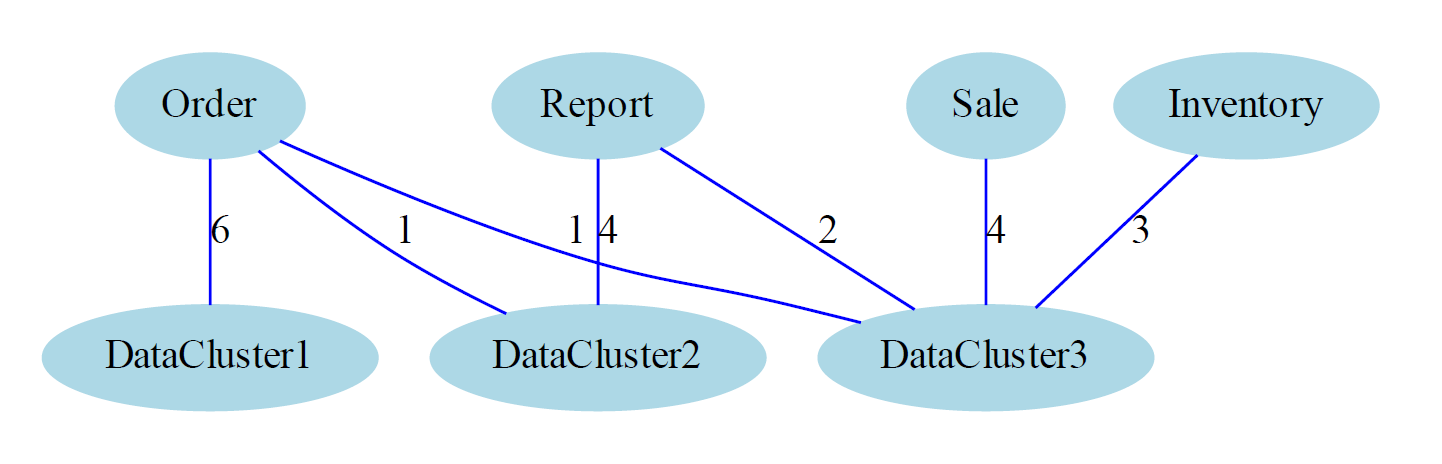 Order Report Sale Inventory
6 1 1 4 2 4 3
DataCluster1 DataCluster2 DataCluster3